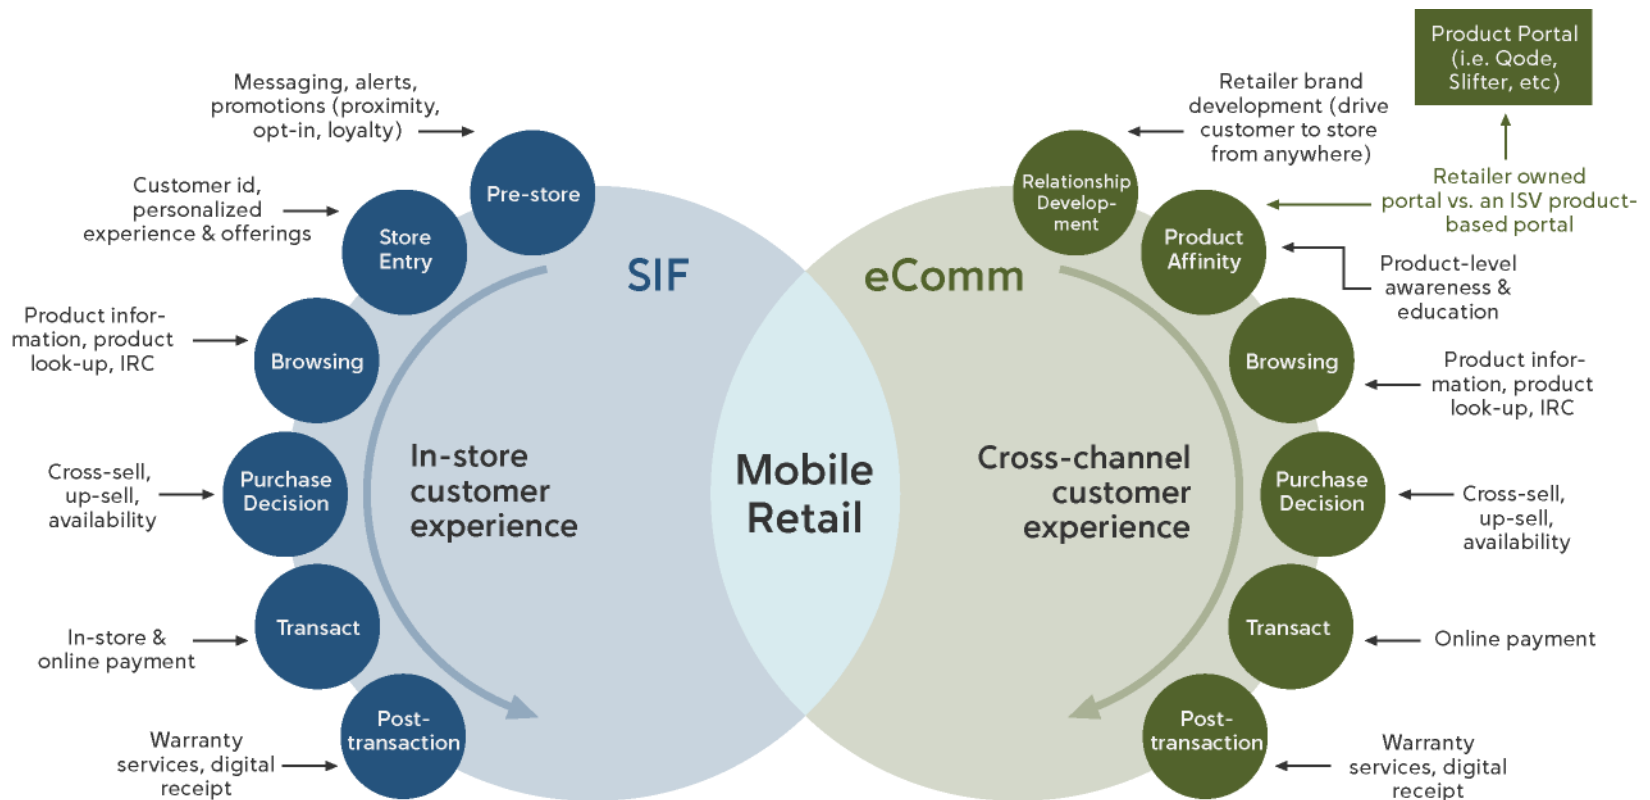 Messaging, alerts,
promotions (proximity,
opt-in, loyalty)
Pre-store
Customer id,
personalized
experience & offerings
Store
Entry
Product infor-
mation, product
look-up, IRC
Browsing
Cross-sell,
up-sell,
availability
Purchase
Decision
In-store &
online payment
Transact
Warranty
services, digital
receipt
Post-
transaction
SIF
In-store
customer
experience
Mobile
Retail
eComm
Cross-channel
customer
experience
Retailer brand
development (drive
customer to store
from anywhere)
Relationship
Develop-
ment
Product Portal
(i.e. Qode,
Slifter, etc)
Retailer owned
portal vs. an ISV product-
based portal
Product
Affinity
Product-level
awareness &
education
Browsing
Product infor-
mation, product
look-up, IRC
Purchase
Decision
Cross-sell,
up-sell,
availability
Transact
Online payment
Post-
transaction
Warranty
services, digital
receipt